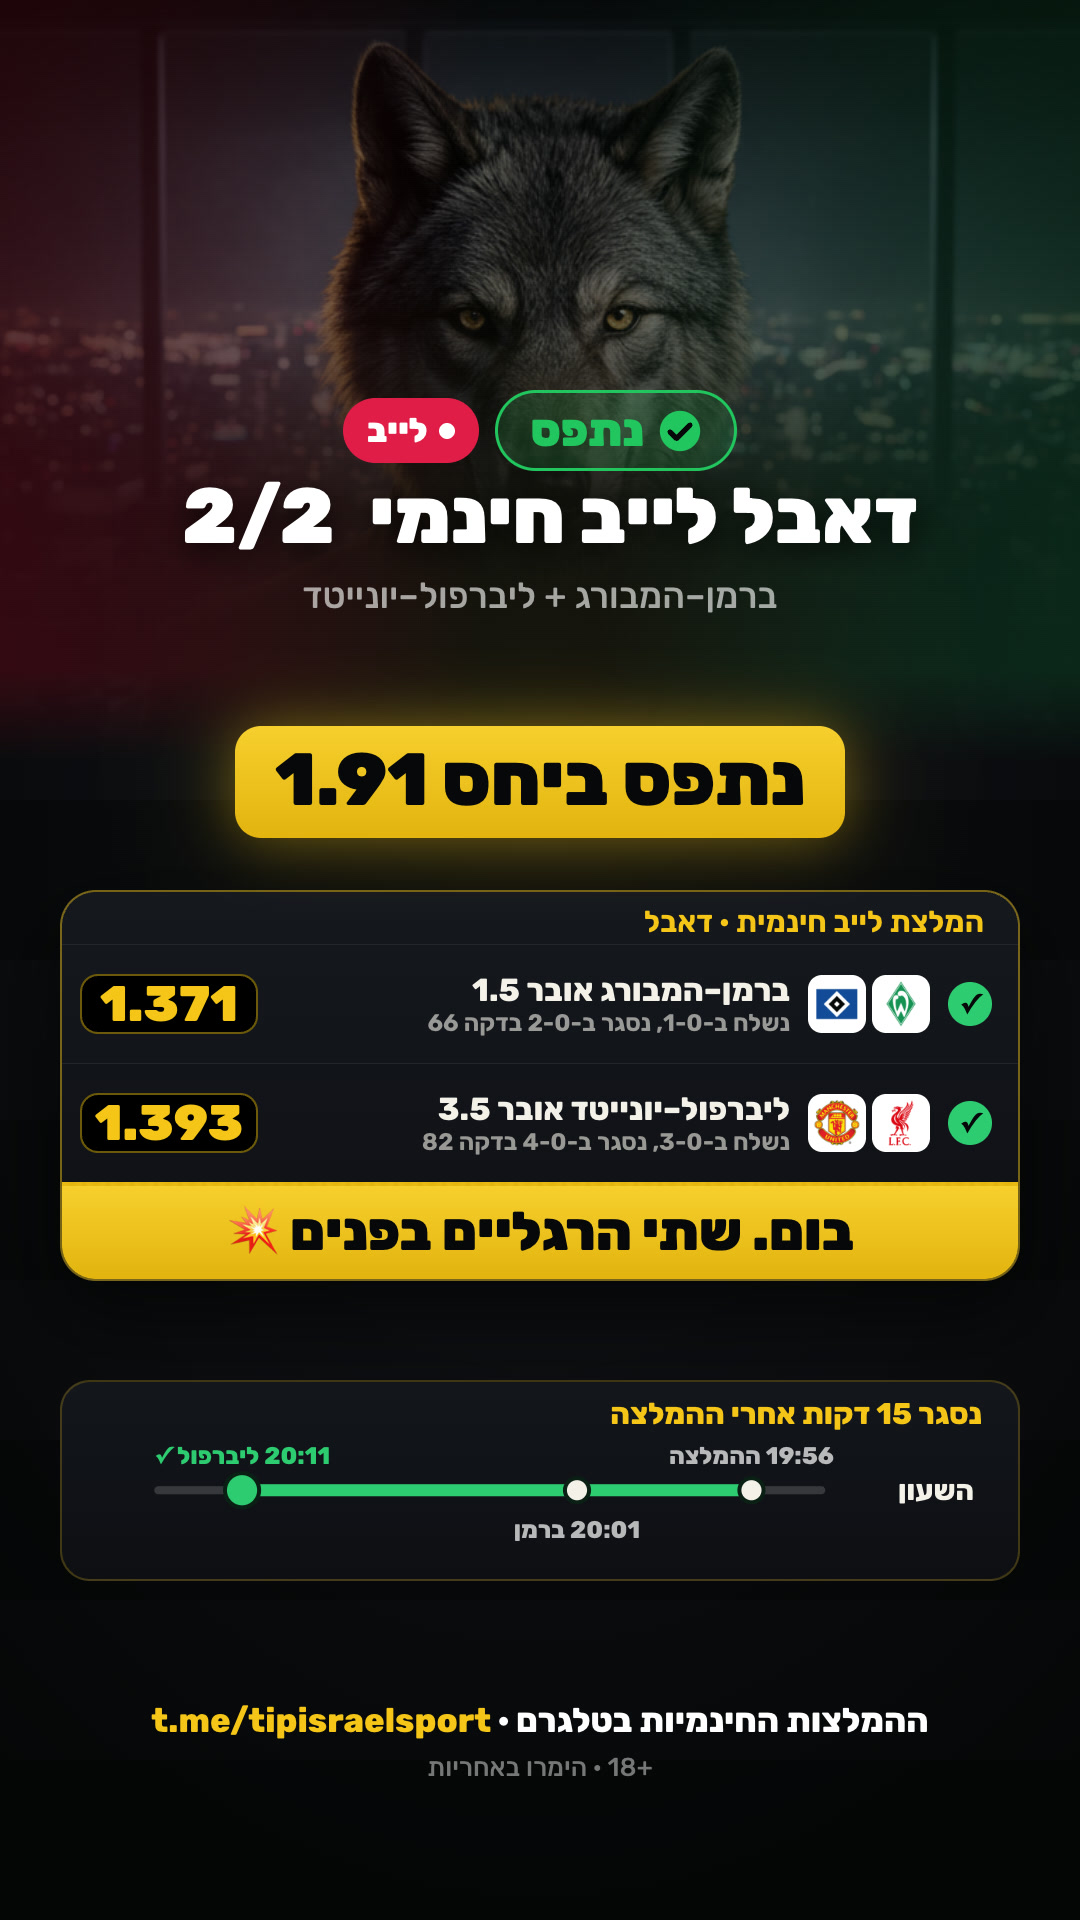 נתפס • לייב
דאבל לייב חינמי 2/2
ברמן-המבורג + ליברפול-יונייטד
נתפס ביחס 1.91
המלצת לייב חינמית • דאבל
ברמן-המבורג אובר 1.5
1.371
נשלח ב-1-0, נסגר ב-2-0 בדקה 66
ליברפול-יונייטד אובר 3.5
1.393
נשלח ב-3-0, נסגר ב-4-0 בדקה 82
MANCHESTER UNITED
L.F.C.
בום. שתי הרגליים בפנים 💥
נסגר 15 דקות אחרי ההמלצה
19:56 ההמלצה
20:11 ליברפול ✓
השעון
20:01 ברמן
ההמלצות החינמיות בטלגרם • t.me/tipisraelsport
18+ • הימרו באחריות